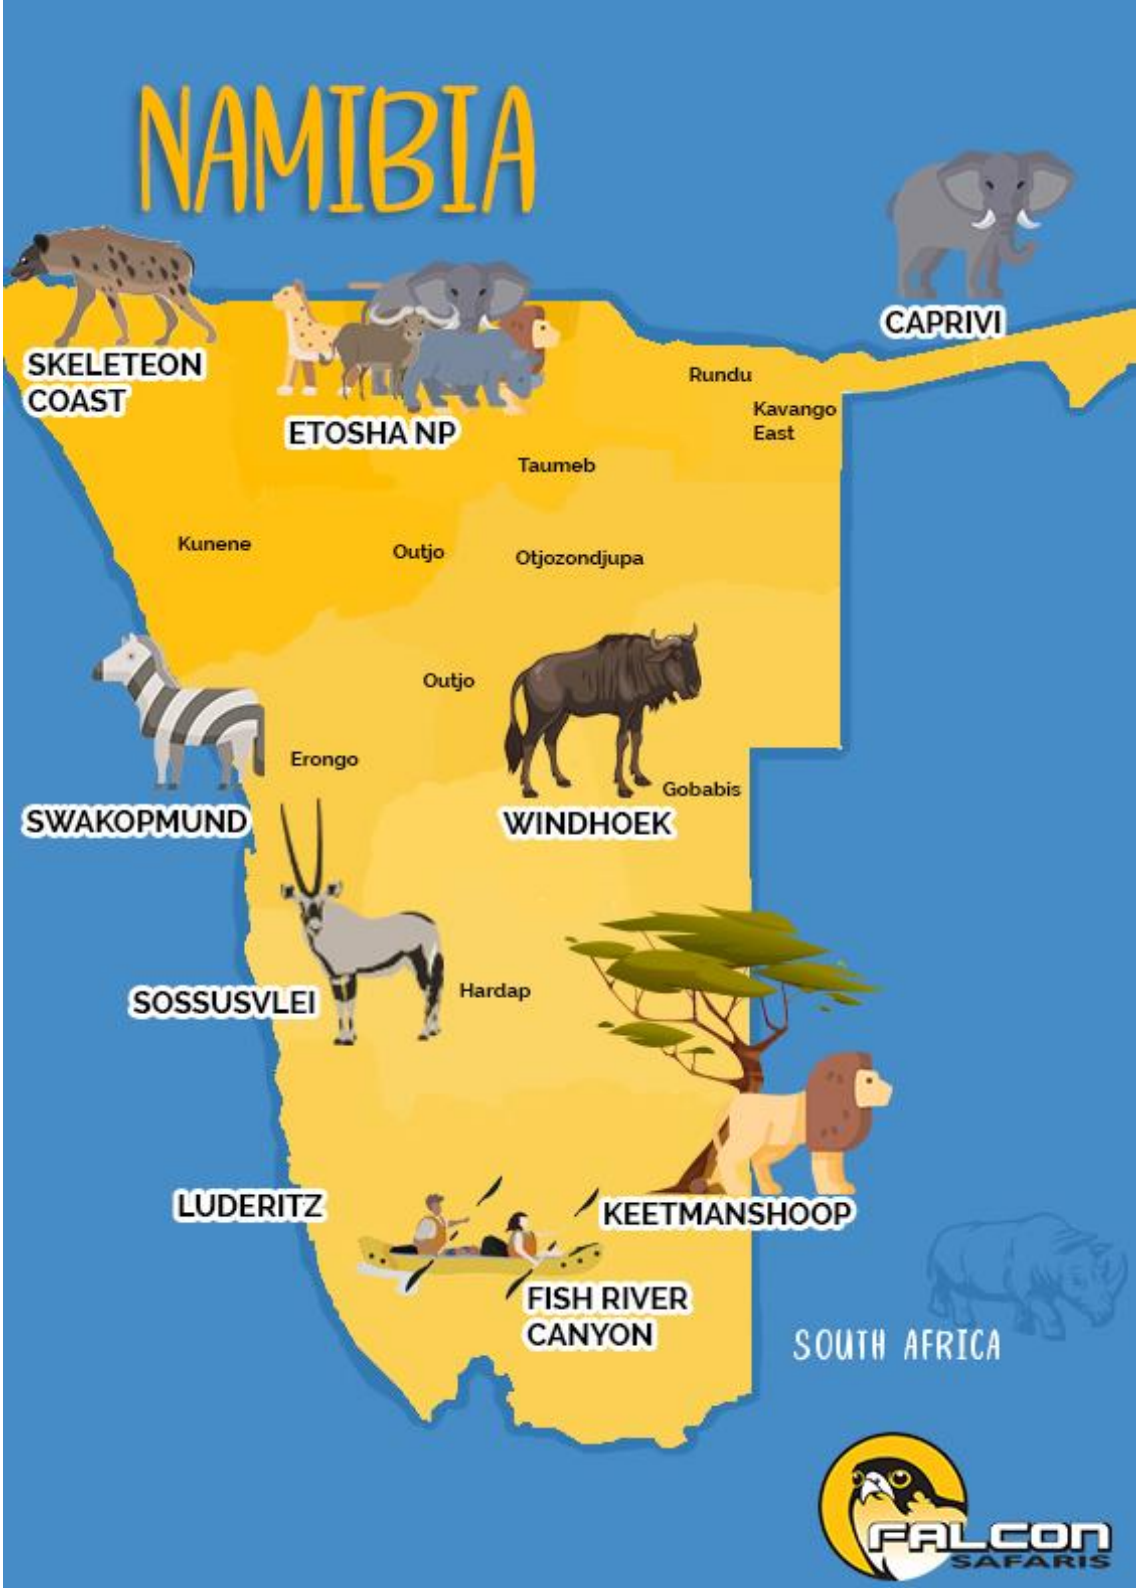 NAMIBIA
CAPRIVI
SKELETEON
COAST
ETOSHA NP
Rundu
Kavango
East
Taumeb
Kunene
Outjo
Otjozondjupa
Outjo
Erongo
Gobabis
SWAKOPMUND
WINDHOEK
SOSSUSVLEI
Hardap
LUDERITZ
KEETMANSHOOP
FISH RIVER
CANYON
SOUTH AFRICA
FALCON
SAFARIS